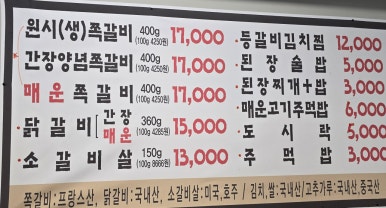 원시(생)쪽갈비 400g (100g 4250원) 17,000
간장양념쪽갈비 400g (100g 4250원) 17,000
매운쪽갈비 400g (100g 4250원) 17,000
닭갈비[간장 매운 360g (100g 4285원) 15,000
소갈비살 150g (100g 8666원) 13,000
·등갈비김치찜 12,000
·된장술밥 5,000
·된장찌개+밥 3,000
·매운고기주먹밥 6,000
·도시락 5,000
·주먹밥 3,000
쪽갈비:프랑스산, 닭갈비:국내산, 소갈비살:미국,호주 / 김치,쌀:국내산/고추가루:국내산,중국산